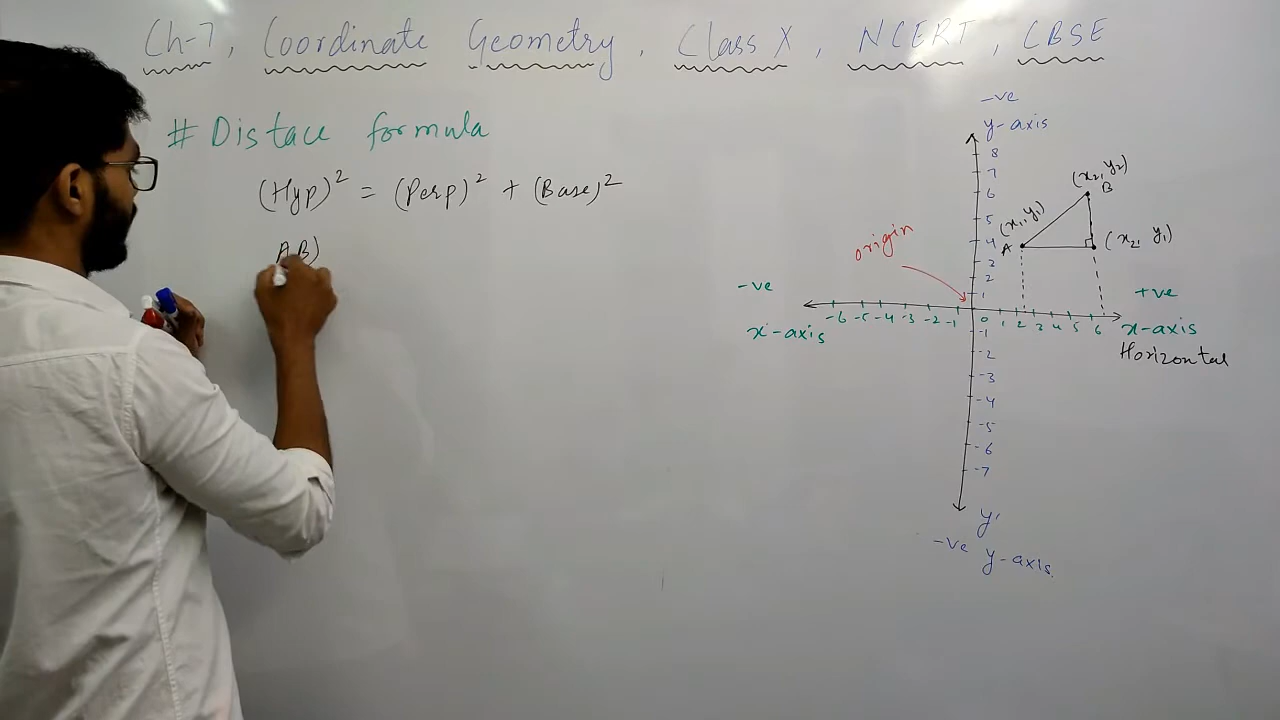 Ch-7, Coordinate Geometry, Class X, NCERT, CBSE
# Distace formula
(Hyp)² = (Perp)² + (Base)²
AB)
-ve
y-axis
8
7
6
5
4
3
2
1
(x₂, y₂)
B
(x₁, y₁)
A
(x₂, y₁)
origin
-ve
x'-axis
+ve
x-axis
Horizontal
-6 -5 -4 -3 -2 -1 0 1 2 3 4 5 6
-1
-2
-3
-4
-5
-6
-7
y'
-ve y-axis